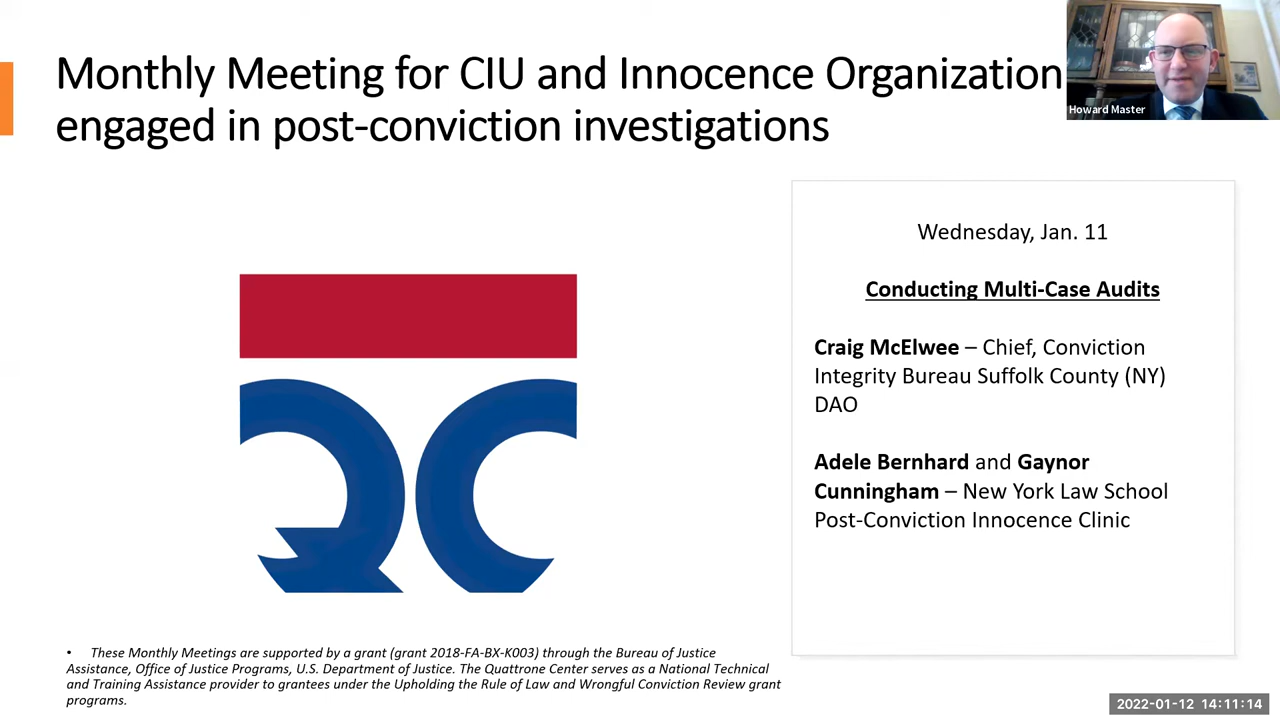 Monthly Meeting for CIU and Innocence Organization
engaged in post-conviction investigations
Howard Master
Wednesday, Jan. 11
Conducting Multi-Case Audits
Craig McElwee – Chief, Conviction
Integrity Bureau Suffolk County (NY)
DAO
Adele Bernhard and Gaynor
Cunningham – New York Law School
Post-Conviction Innocence Clinic
• These Monthly Meetings are supported by a grant (grant 2018-FA-BX-K003) through the Bureau of Justice
Assistance, Office of Justice Programs, U.S. Department of Justice. The Quattrone Center serves as a National Technical
and Training Assistance provider to grantees under the Upholding the Rule of Law and Wrongful Conviction Review grant
programs.
2022-01-12 14:11:14